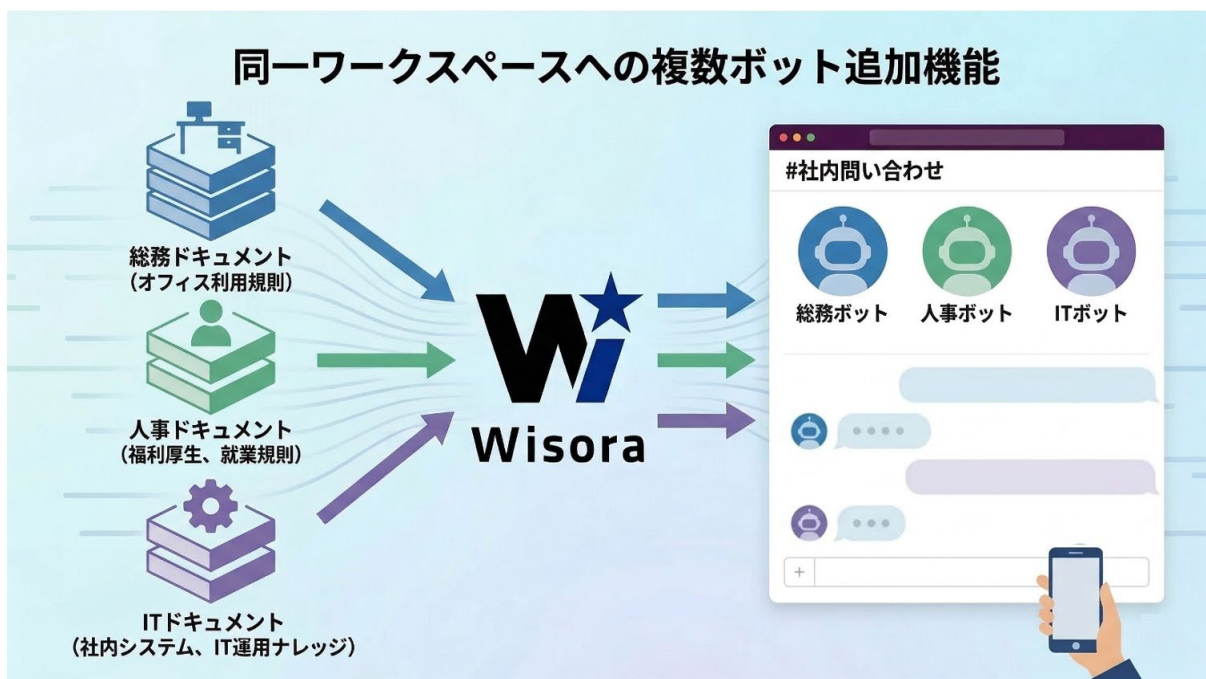 同一ワークスペースへの複数ボット追加機能
総務ドキュメント
（オフィス利用規則）
人事ドキュメント
（福利厚生、就業規則）
ITドキュメント
（社内システム、IT運用ナレッジ）
Wi
Wisora
#社内問い合わせ
総務ボット 人事ボット ITボット
+